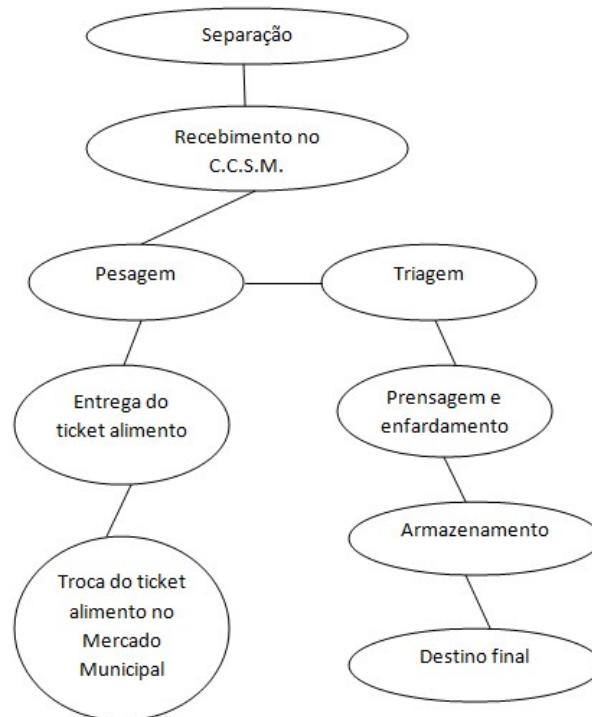 Separação
Recebimento no
C.C.S.M.
Pesagem
Triagem
Entrega do
ticket alimento
Prensagem e
enfardamento
Armazenamento
Troca do ticket
alimento no
Mercado
Municipal
Destino final